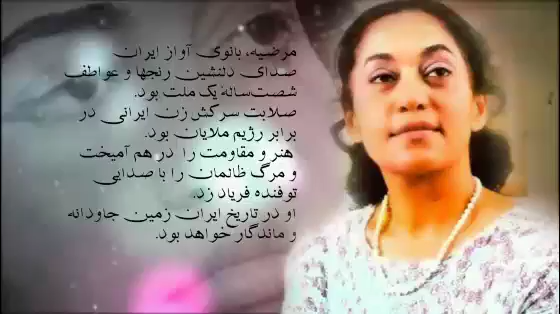 مرضیه، بانوی آواز ایران
صدای دلنشین رنجها و عواطف
شصت‌سالهٔ یک ملت بود.
صلابت سرکش زن ایرانی در
برابر رژیم ملایان بود.
هنر و مقاومت را در هم آمیخت
و مرگ ظالمان را با صدایی
توفنده فریاد زد.
او در تاریخ ایران زمین جاودانه
و ماندگار خواهد بود.